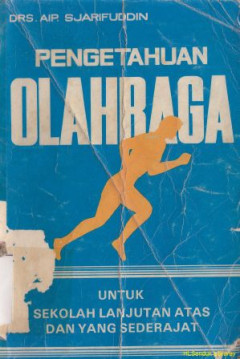 DRS. AIP. SJARIFUDDIN
PENGETAHUAN
OLAHRAGA
UNTUK
SEKOLAH LANJUTAN ATAS
DAN YANG SEDERAJAT